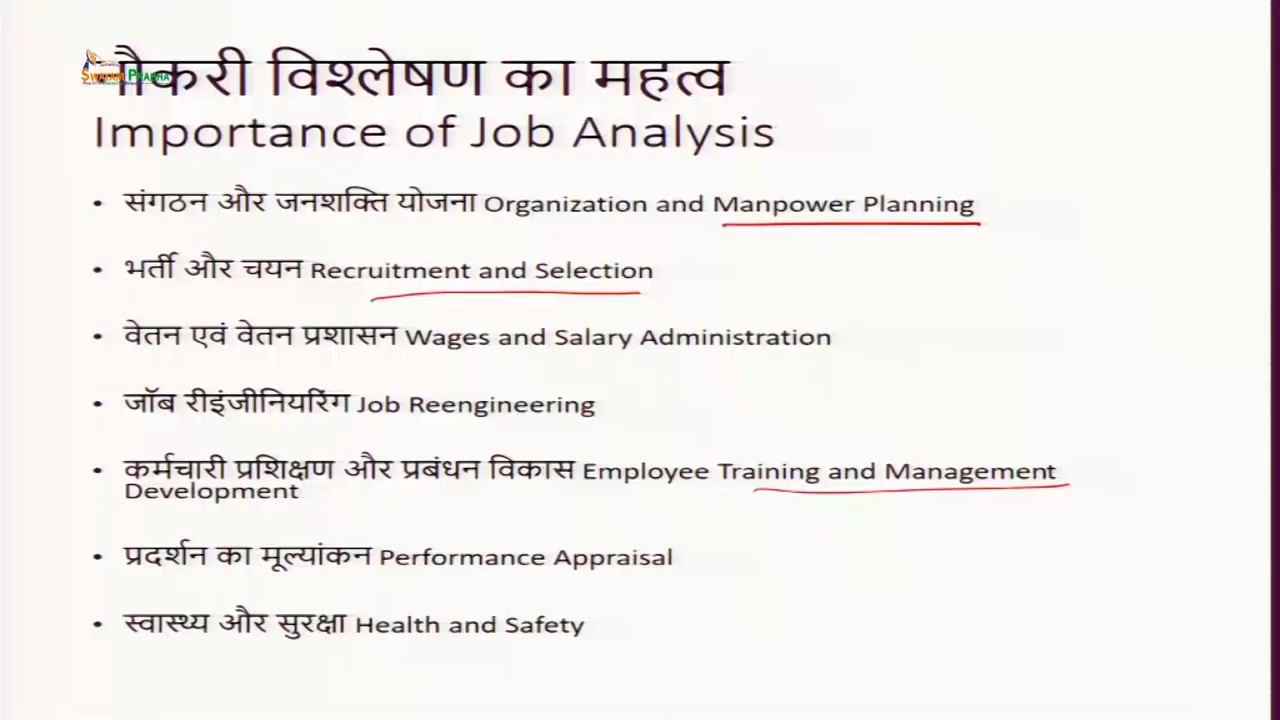 नौकरी विश्लेषण का महत्व
Importance of Job Analysis
• संगठन और जनशक्ति योजना Organization and Manpower Planning
• भर्ती और चयन Recruitment and Selection
• वेतन एवं वेतन प्रशासन Wages and Salary Administration
• जॉब रीइंजीनियरिंग Job Reengineering
• कर्मचारी प्रशिक्षण और प्रबंधन विकास Employee Training and Management
Development
• प्रदर्शन का मूल्यांकन Performance Appraisal
• स्वास्थ्य और सुरक्षा Health and Safety
SWAYAM PRABHA